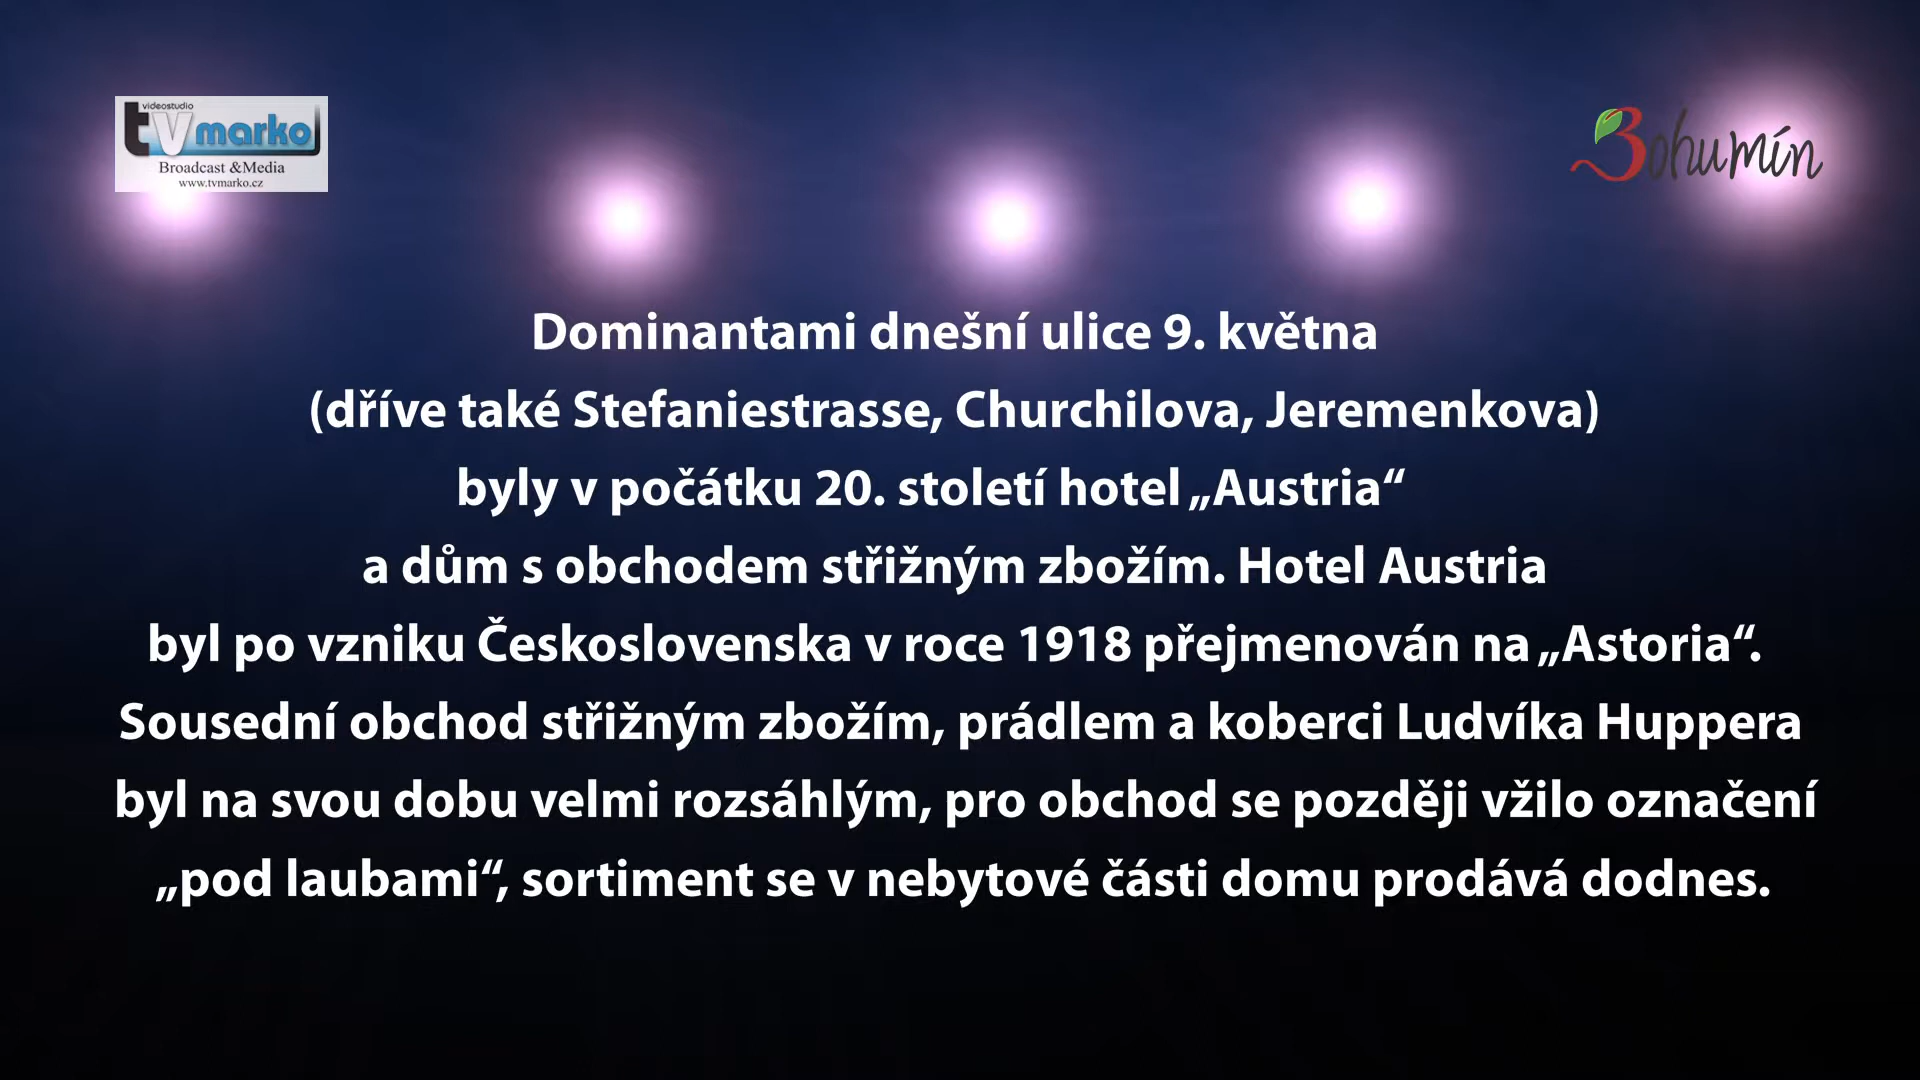 videostudio
tvmarko
Broadcast &Media
www.tvmarko.cz
Bohumín
Dominantami dnešní ulice 9. května
(dříve také Stefaniestrasse, Churchilova, Jeremenkova)
byly v počátku 20. století hotel „Austria“
a dům s obchodem střižným zbožím. Hotel Austria
byl po vzniku Československa v roce 1918 přejmenován na „Astoria“.
Sousední obchod střižným zbožím, prádlem a koberci Ludvíka Huppera
byl na svou dobu velmi rozsáhlým, pro obchod se později vžilo označení
„pod laubami“, sortiment se v nebytové části domu prodává dodnes.